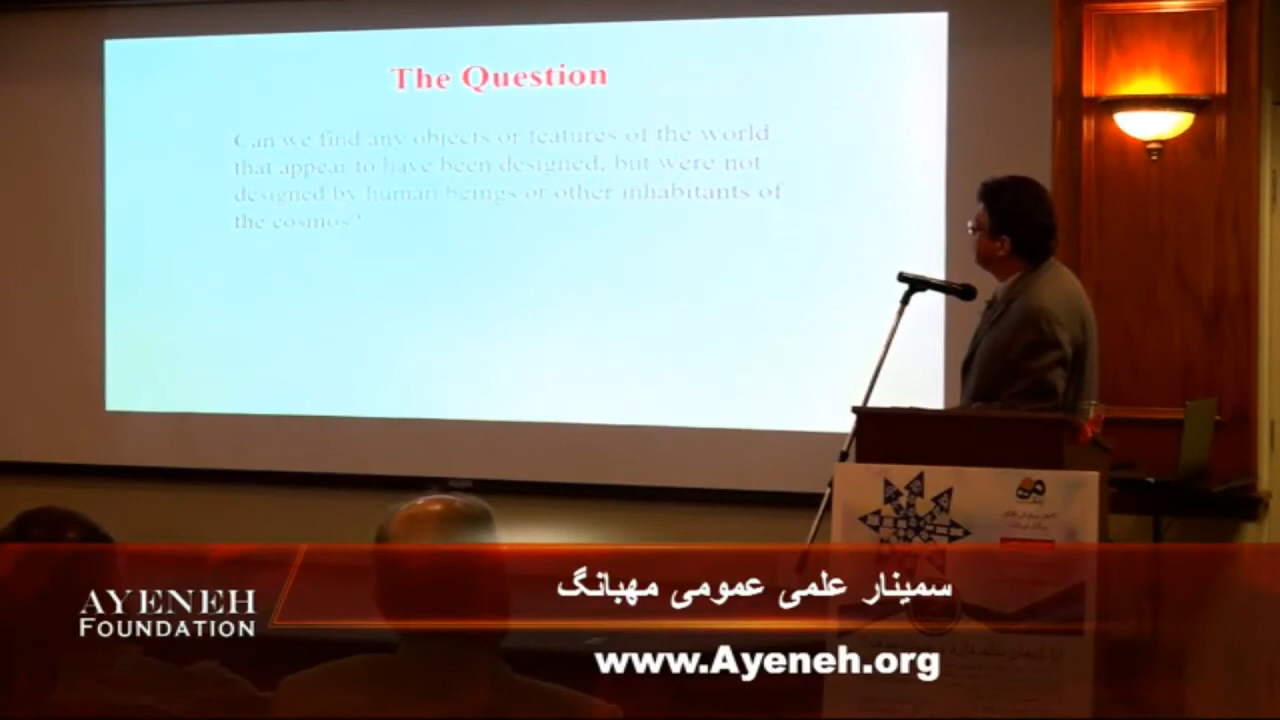 The Question
Can we find any objects or features of the world
that appear to have been designed, but were not
designed by human beings or other inhabitants of
the cosmos?
سمینار علمی عمومی مهبانگ
AYENEH
FOUNDATION
www.Ayeneh.org